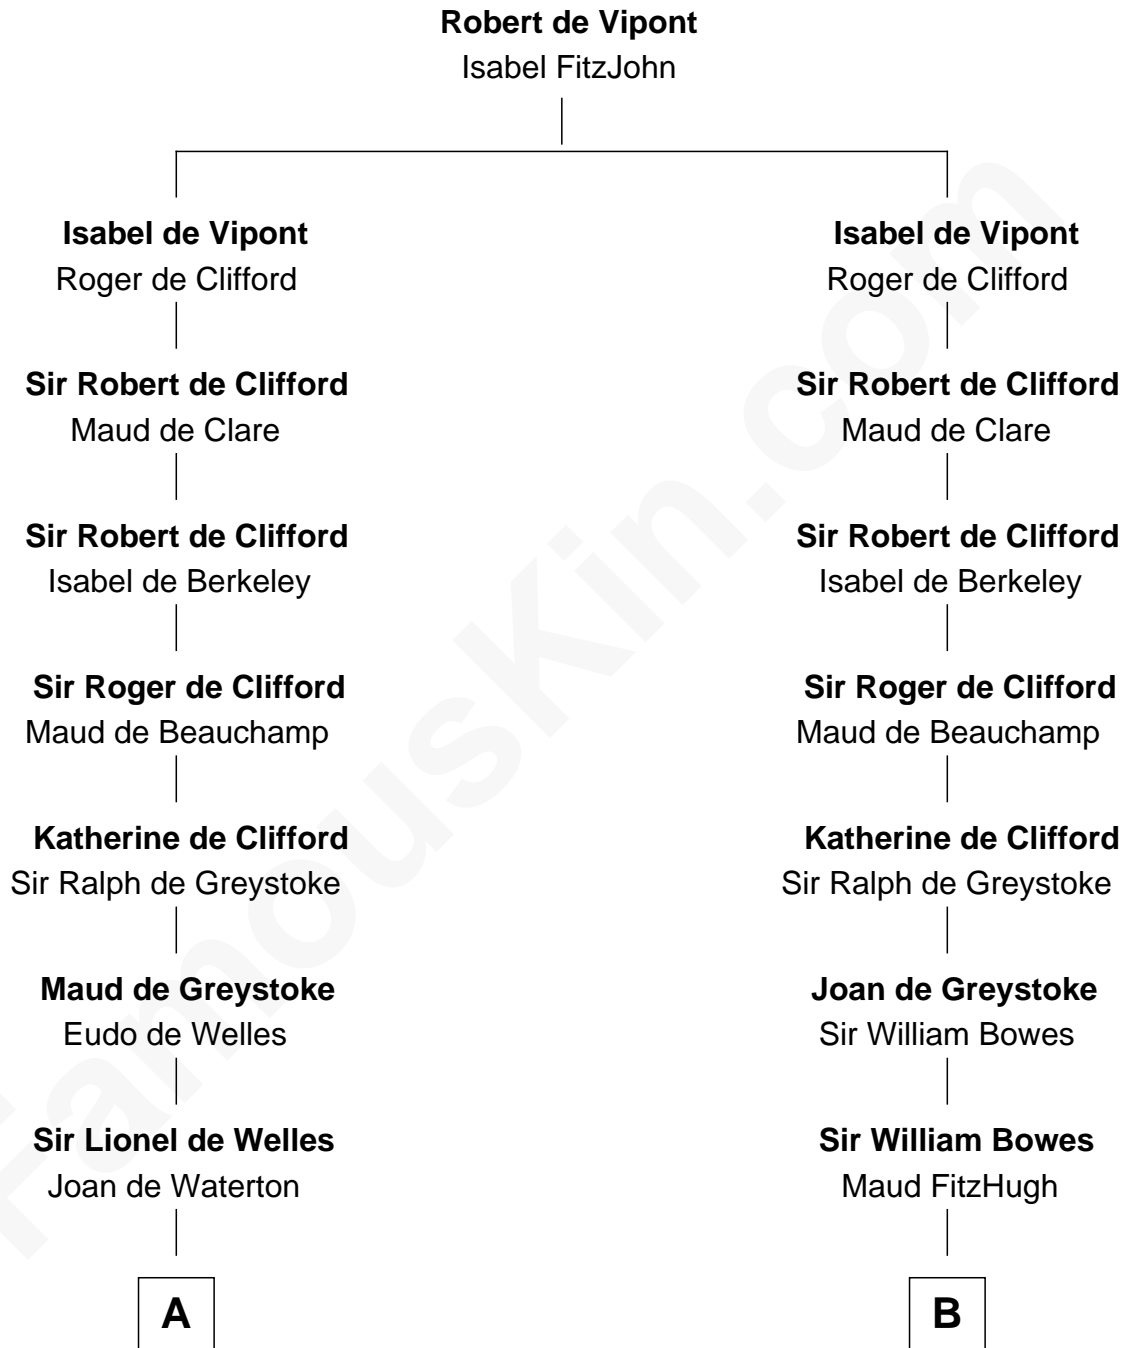 Robert de Vipont
Isabel FitzJohn
Isabel de Vipont
Roger de Clifford
Isabel de Vipont
Roger de Clifford
Sir Robert de Clifford
Maud de Clare
Sir Robert de Clifford
Maud de Clare
Sir Robert de Clifford
Isabel de Berkeley
Sir Robert de Clifford
Isabel de Berkeley
Sir Roger de Clifford
Maud de Beauchamp
Sir Roger de Clifford
Maud de Beauchamp
Katherine de Clifford
Sir Ralph de Greystoke
Katherine de Clifford
Sir Ralph de Greystoke
Maud de Greystoke
Eudo de Welles
Joan de Greystoke
Sir William Bowes
Sir Lionel de Welles
Joan de Waterton
Sir William Bowes
Maud FitzHugh
A
B
FamousKin.com